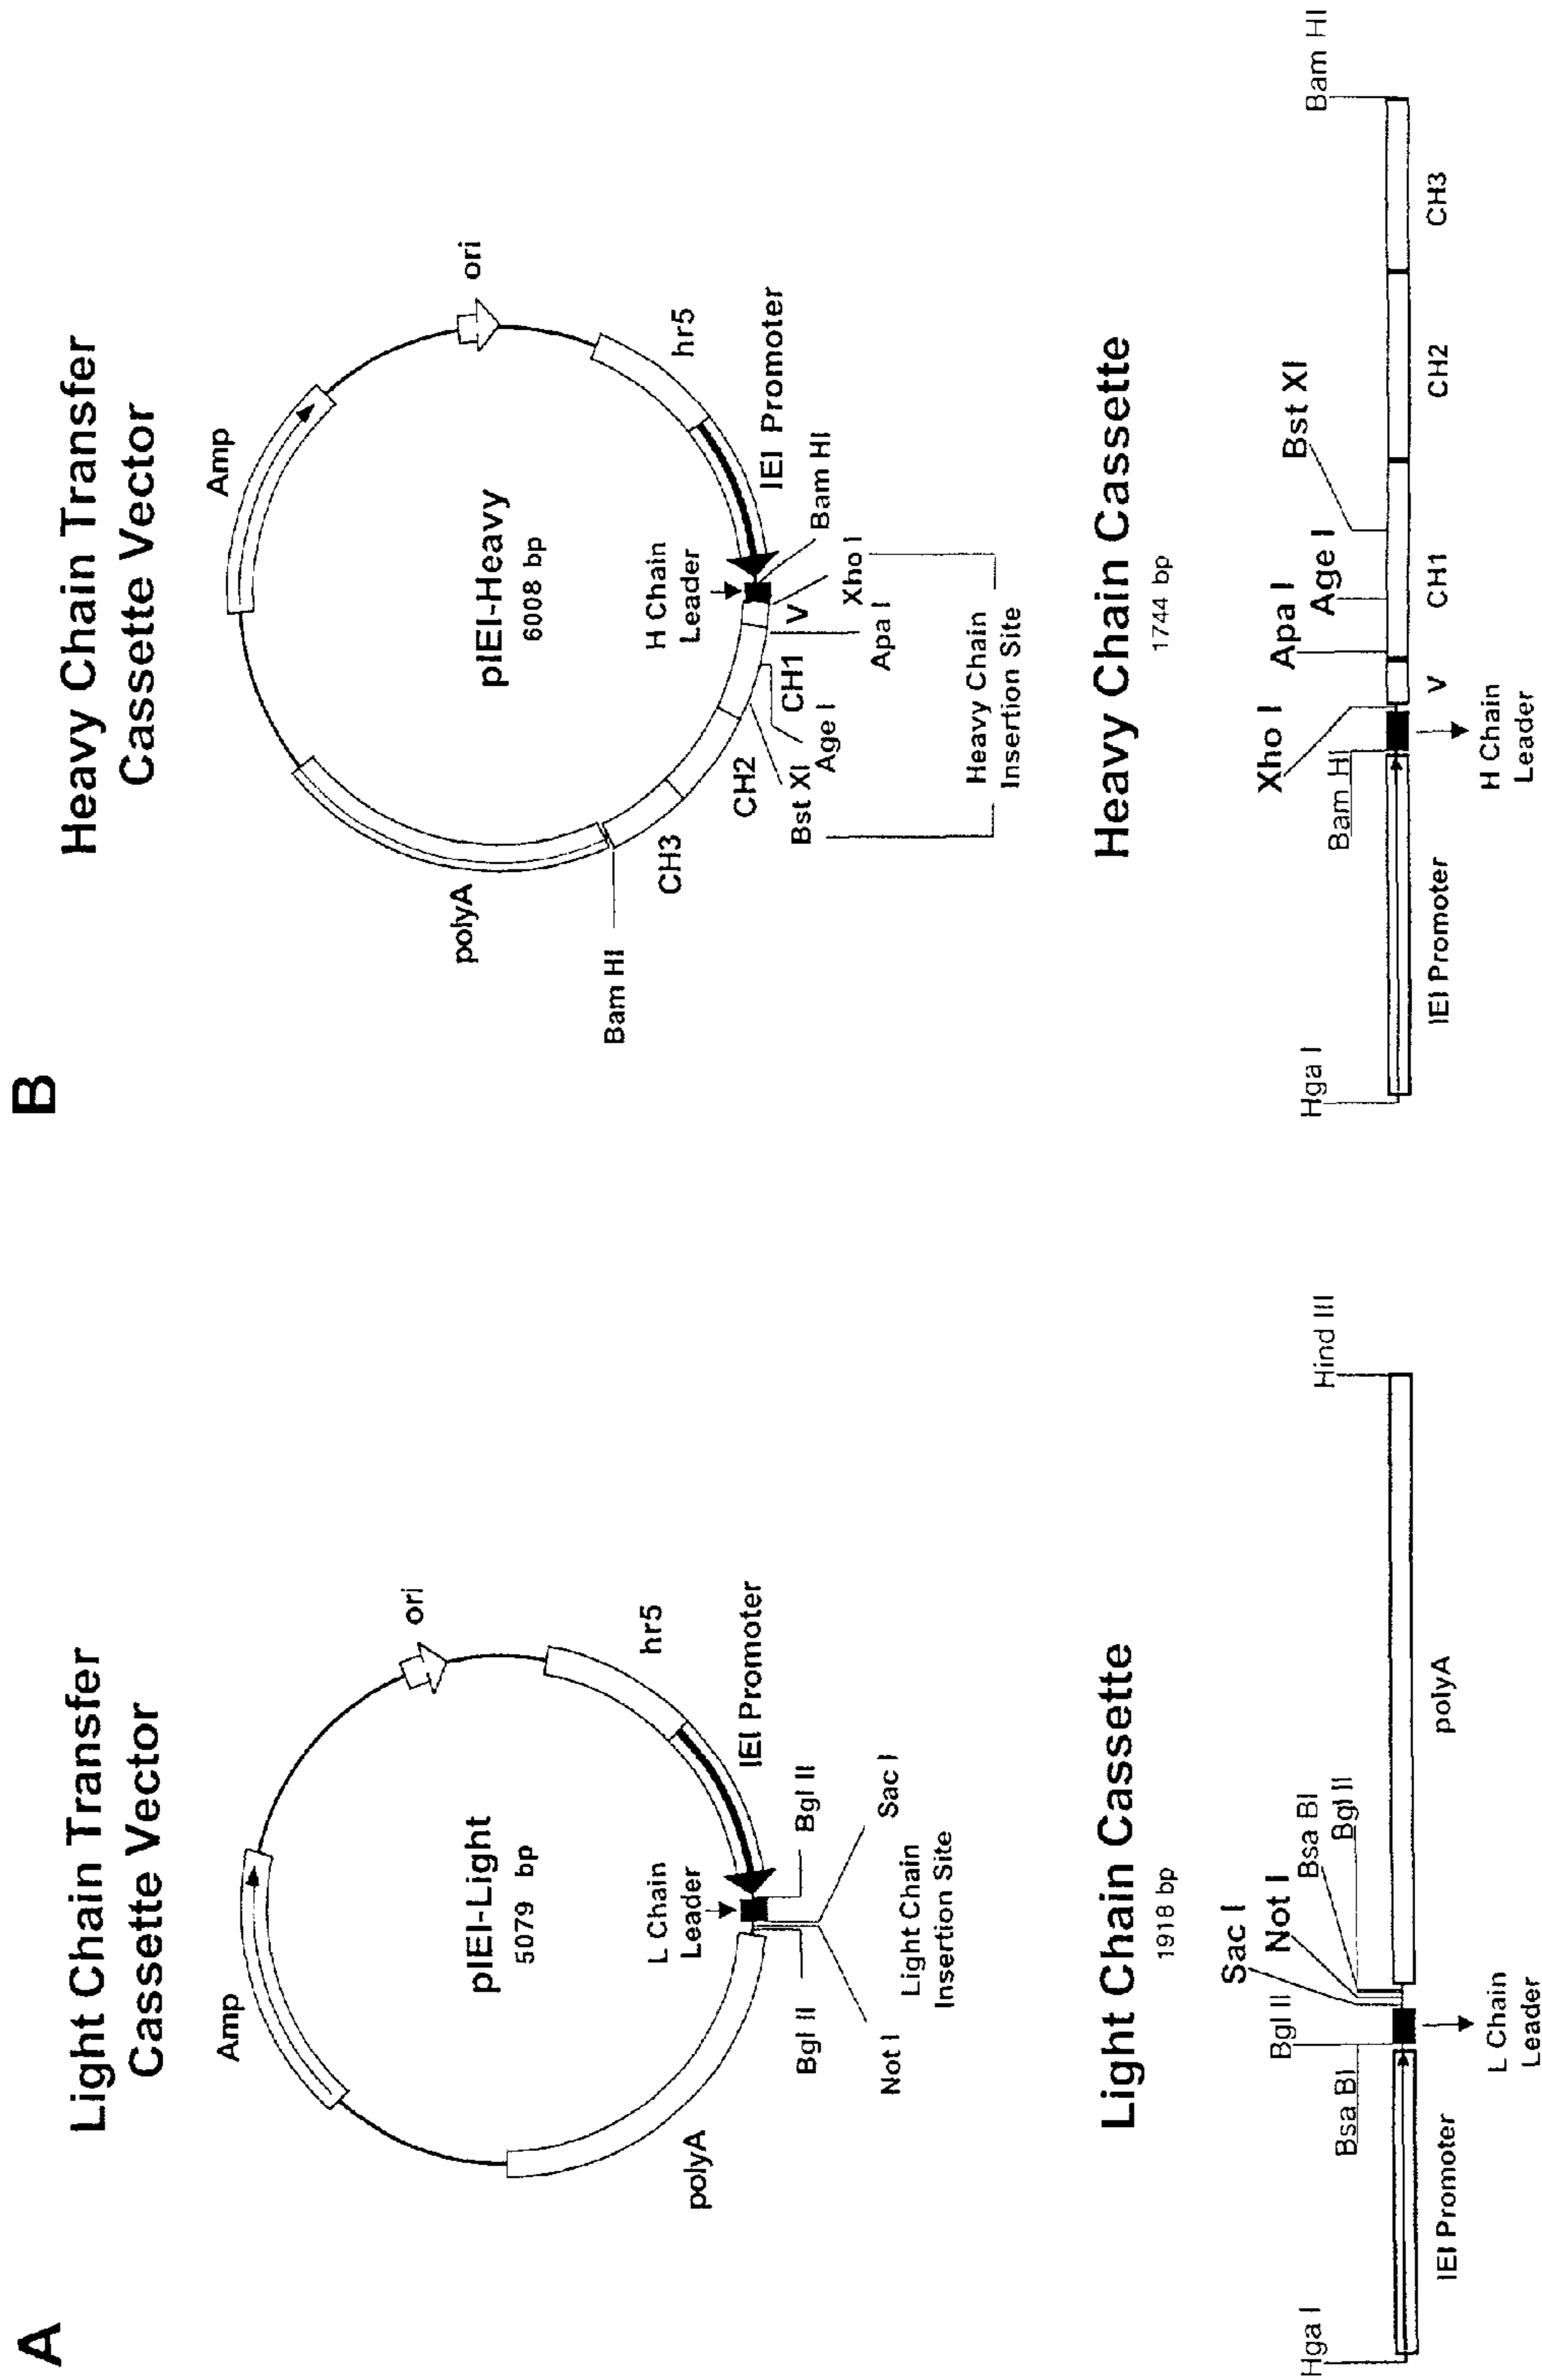 A
Light Chain Transfer
Cassette Vector
Amp
ori
hr5
IEI Promoter
pIEI-Light
5079 bp
L Chain
Leader
polyA
Bgl II
Bgl II
Sac I
Not I
Light Chain
Insertion Site
Light Chain Cassette
1918 bp
Hga I
Bsa BI
Bgl II
Sac I
Not I
Bsa BI
Bgl II
Hind III
IEI Promoter
L Chain
Leader
polyA
B
Heavy Chain Transfer
Cassette Vector
Amp
ori
hr5
IEI Promoter
pIEI-Heavy
6008 bp
H Chain
Leader
polyA
Bam HI
Bam HI
CH3
CH2
CH1
V
Xho I
Apa I
Age I
Bst XI
Heavy Chain
Insertion Site
Heavy Chain Cassette
1744 bp
Hga I
Bam HI
Xho I
Apa I
Age I
Bst XI
Bam HI
IEI Promoter
H Chain
Leader
V
CH1
CH2
CH3